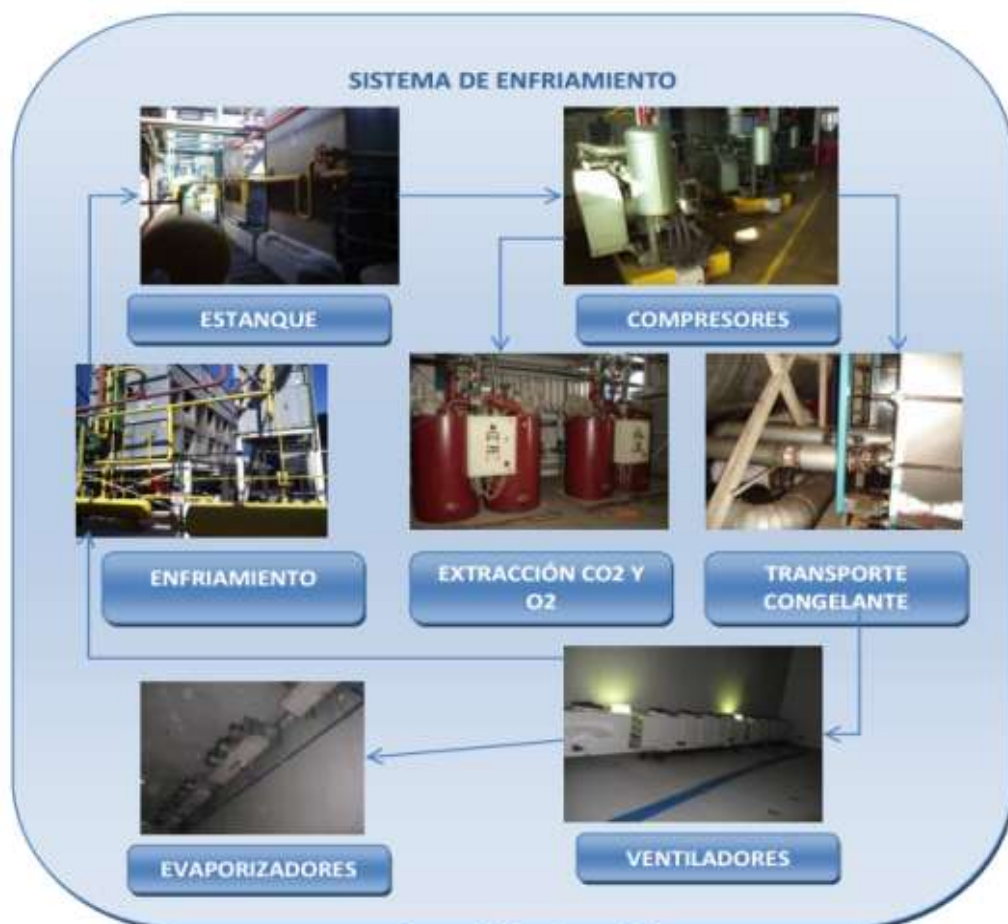 SISTEMA DE ENFRIAMIENTO
ESTANQUE
COMPRESORES
ENFRIAMIENTO
EXTRACCIÓN CO2 Y
O2
TRANSPORTE
CONGELANTE
EVAPORIZADORES
VENTILADORES